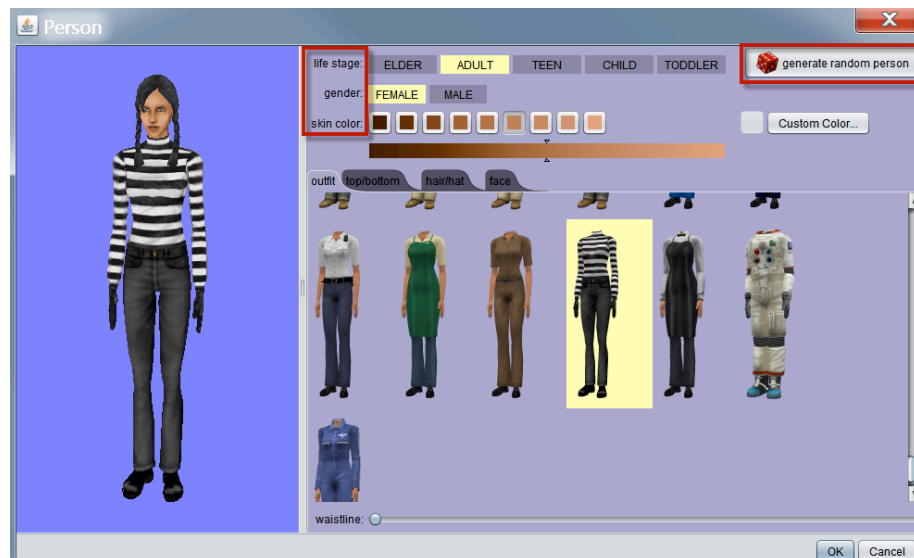 Person
life stage: ELDER ADULT TEEN CHILD TODDLER generate random person
gender: FEMALE MALE
skin color: Custom Color...
outfit top/bottom hair/hat face
waistline:
OK Cancel